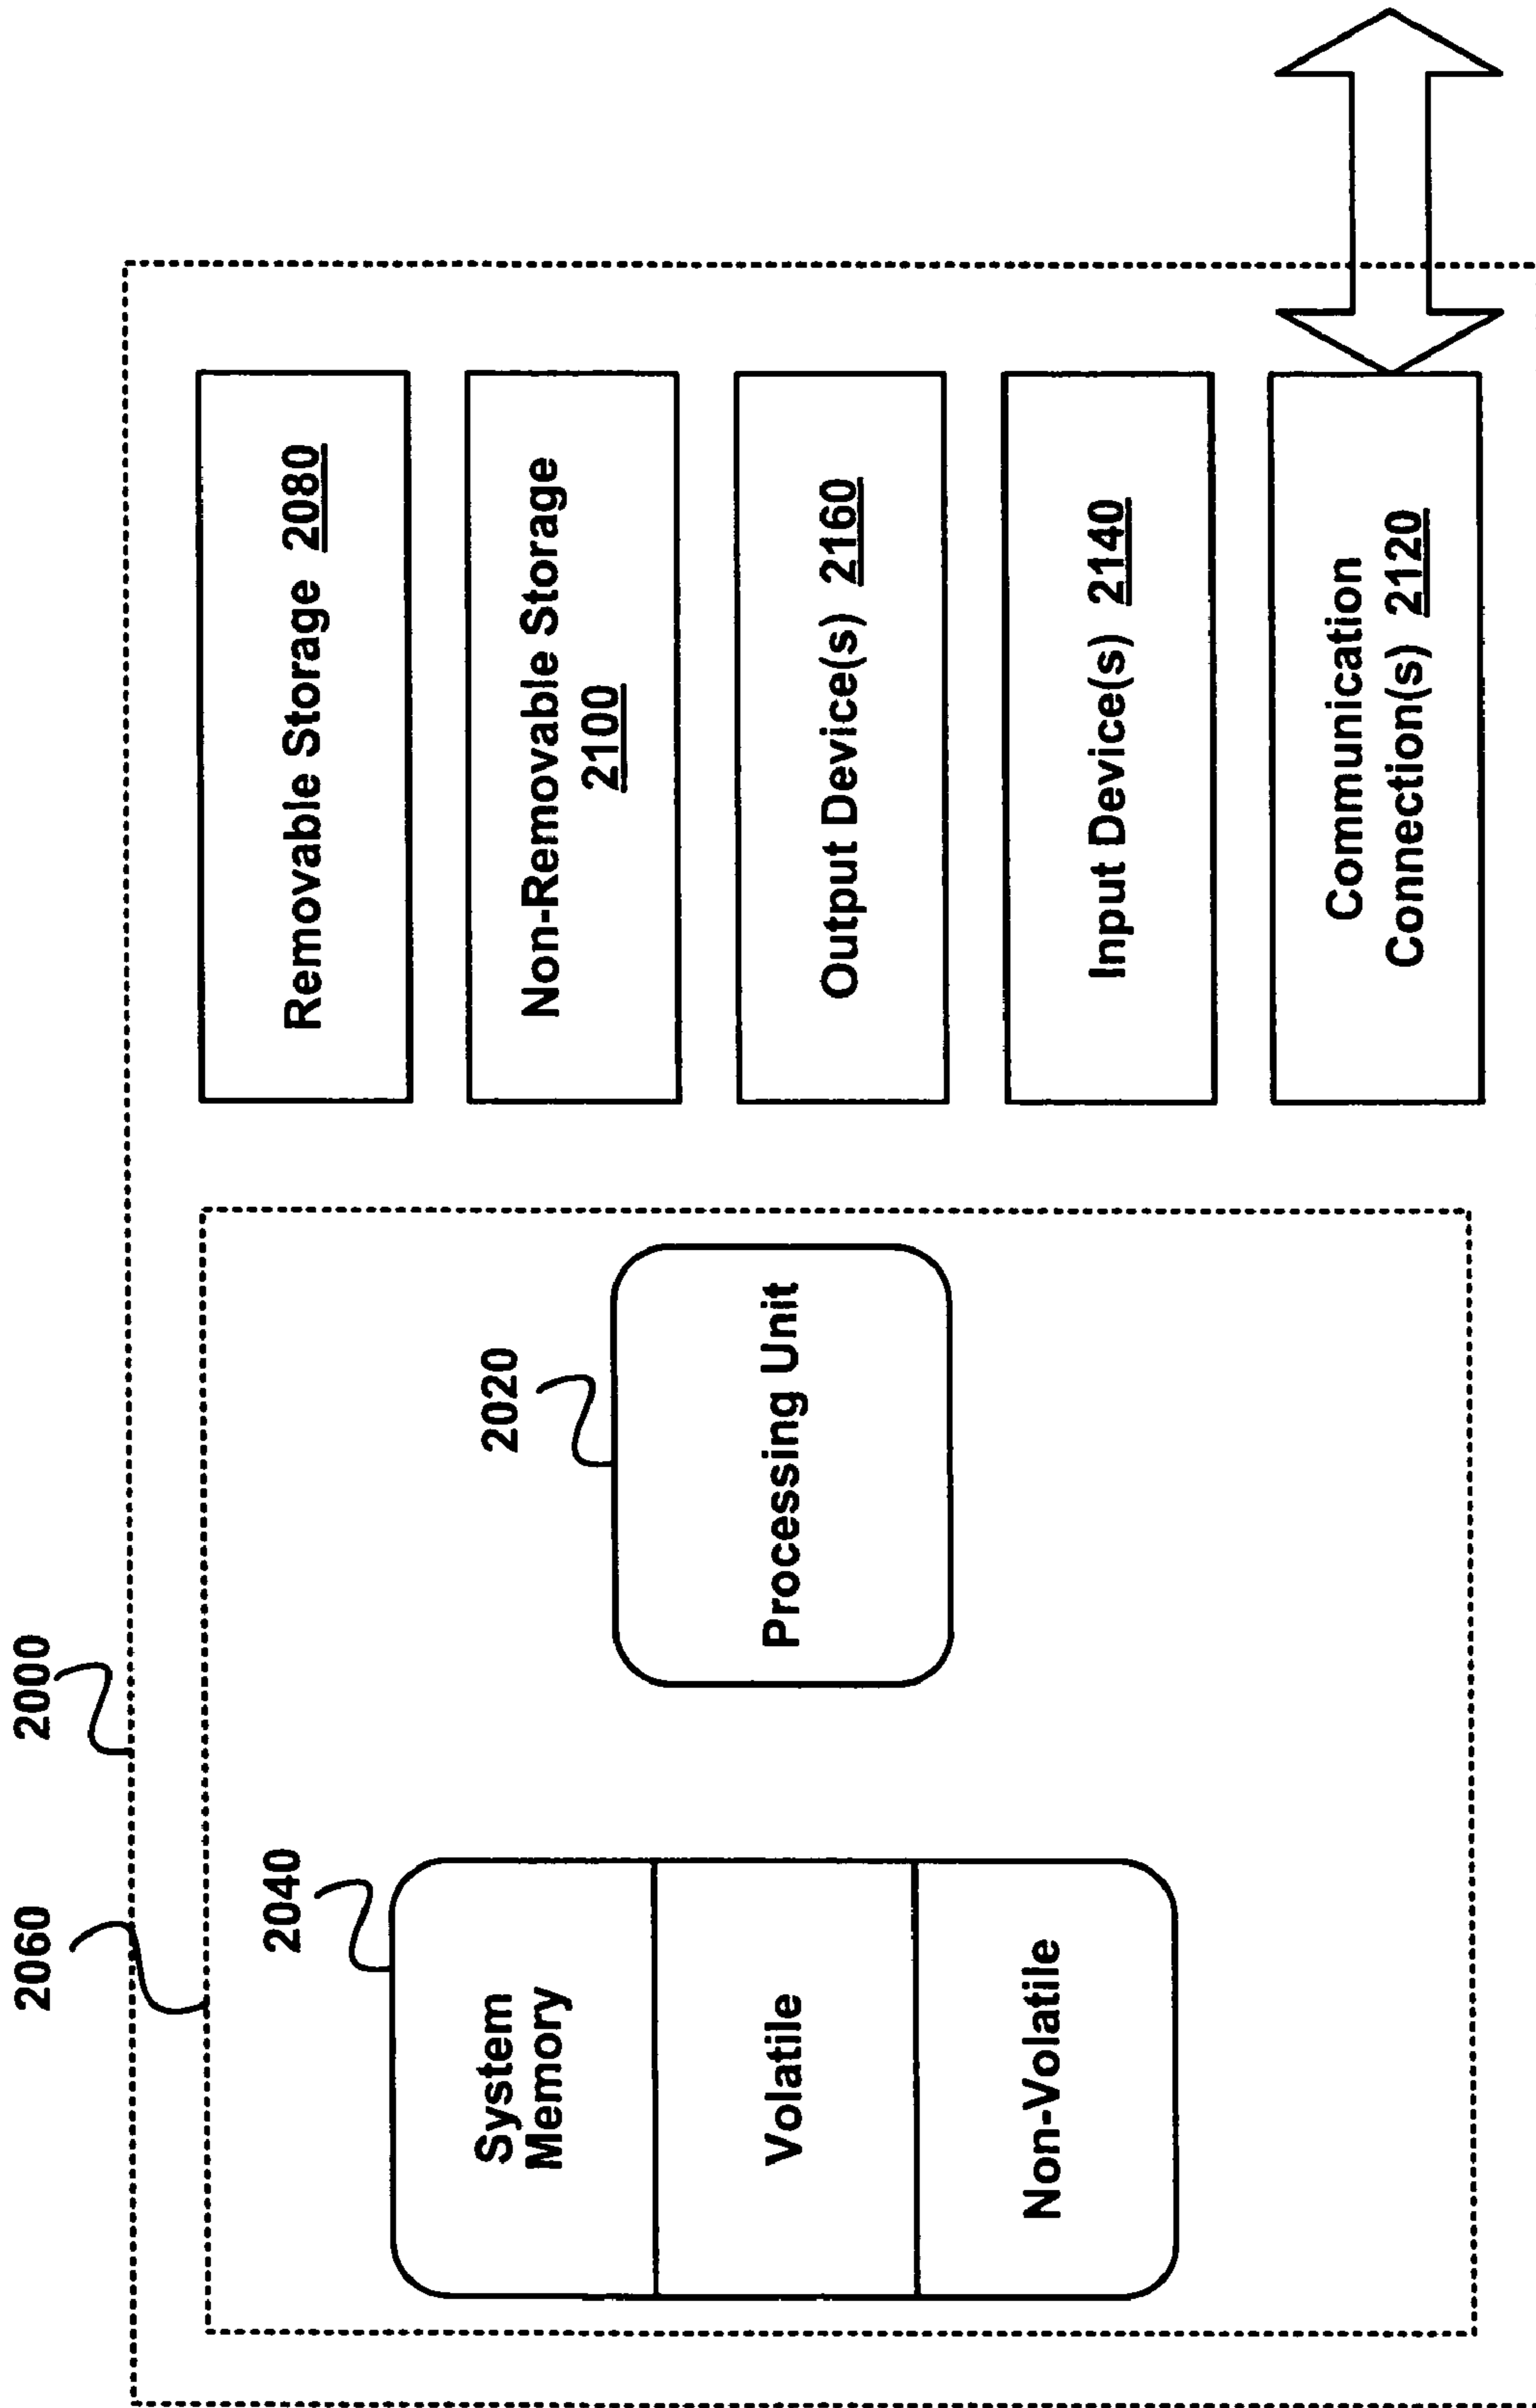 2000
2060
2040
System
Memory
Volatile
Non-Volatile
2020
Processing Unit
Removable Storage 2080
Non-Removable Storage
2100
Output Device(s) 2160
Input Device(s) 2140
Communication
Connection(s) 2120